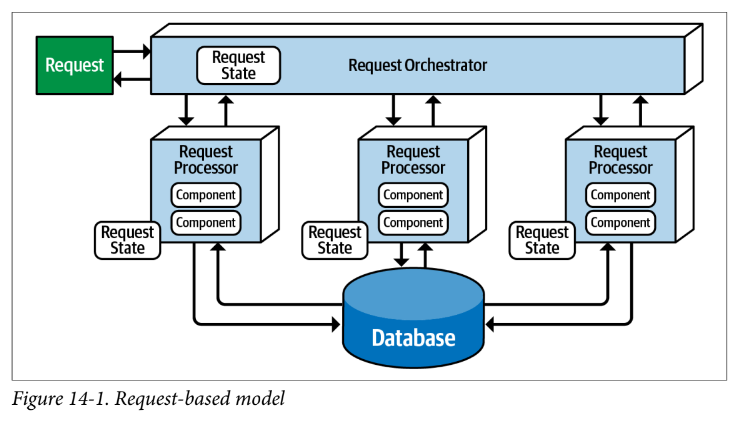 Request
Request
State
Request Orchestrator
Request
Processor
Component
Component
Request
State
Request
Processor
Component
Component
Request
State
Request
Processor
Component
Component
Request
State
Database
Figure 14-1. Request-based model